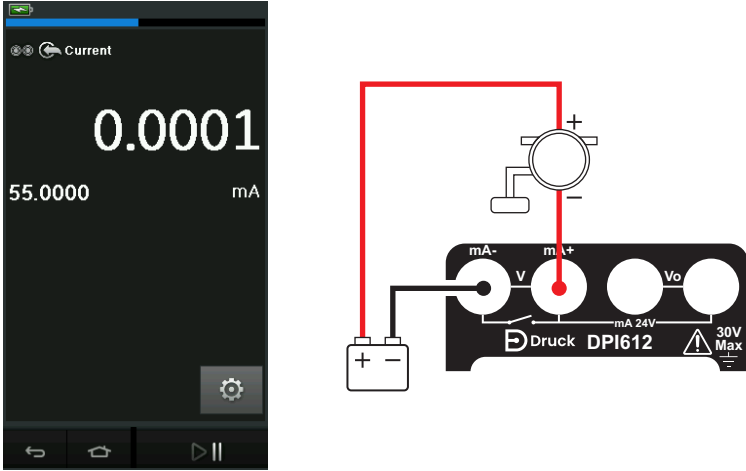 Current
0.0001
55.0000 mA
+
−
mA- mA+
V Vo
mA 24V
30V
Max
Druck DPI612
+ −